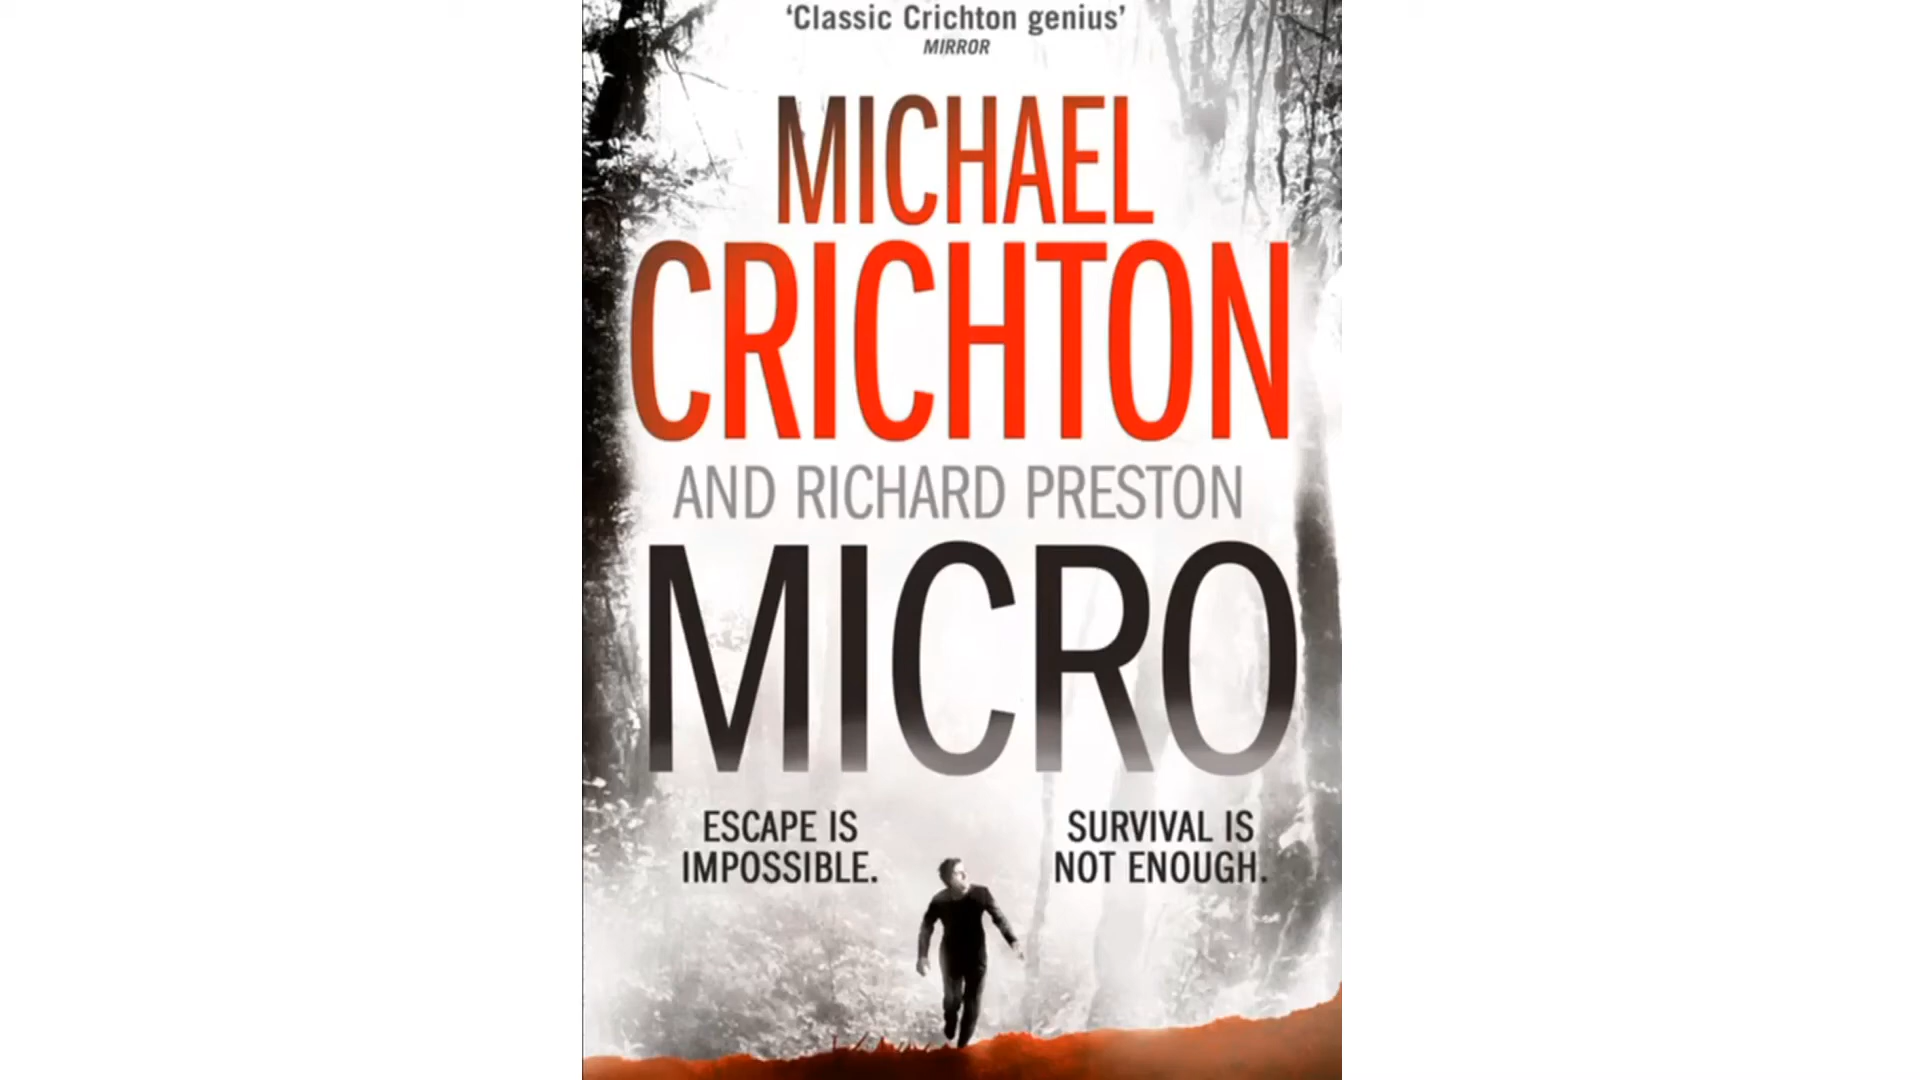 ‘Classic Crichton genius’
MIRROR
MICHAEL
CRICHTON
AND RICHARD PRESTON
MICRO
ESCAPE IS
IMPOSSIBLE.
SURVIVAL IS
NOT ENOUGH.